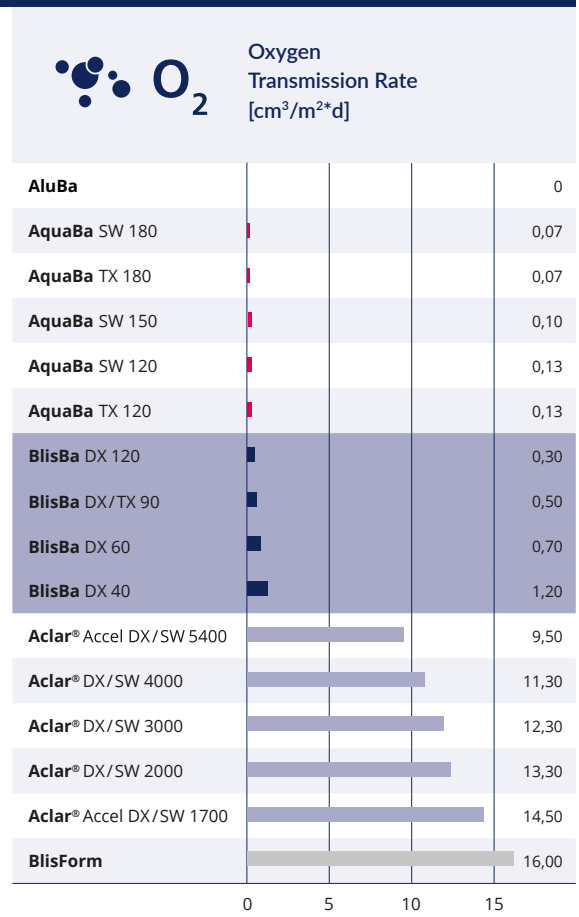 O2
Oxygen
Transmission Rate
[cm³/m²*d]
AluBa 0
AquaBa SW 180 0,07
AquaBa TX 180 0,07
AquaBa SW 150 0,10
AquaBa SW 120 0,13
AquaBa TX 120 0,13
BlisBa DX 120 0,30
BlisBa DX/TX 90 0,50
BlisBa DX 60 0,70
BlisBa DX 40 1,20
Aclar® Accel DX/SW 5400 9,50
Aclar® DX/SW 4000 11,30
Aclar® DX/SW 3000 12,30
Aclar® DX/SW 2000 13,30
Aclar® Accel DX/SW 1700 14,50
BlisForm 16,00
0 5 10 15